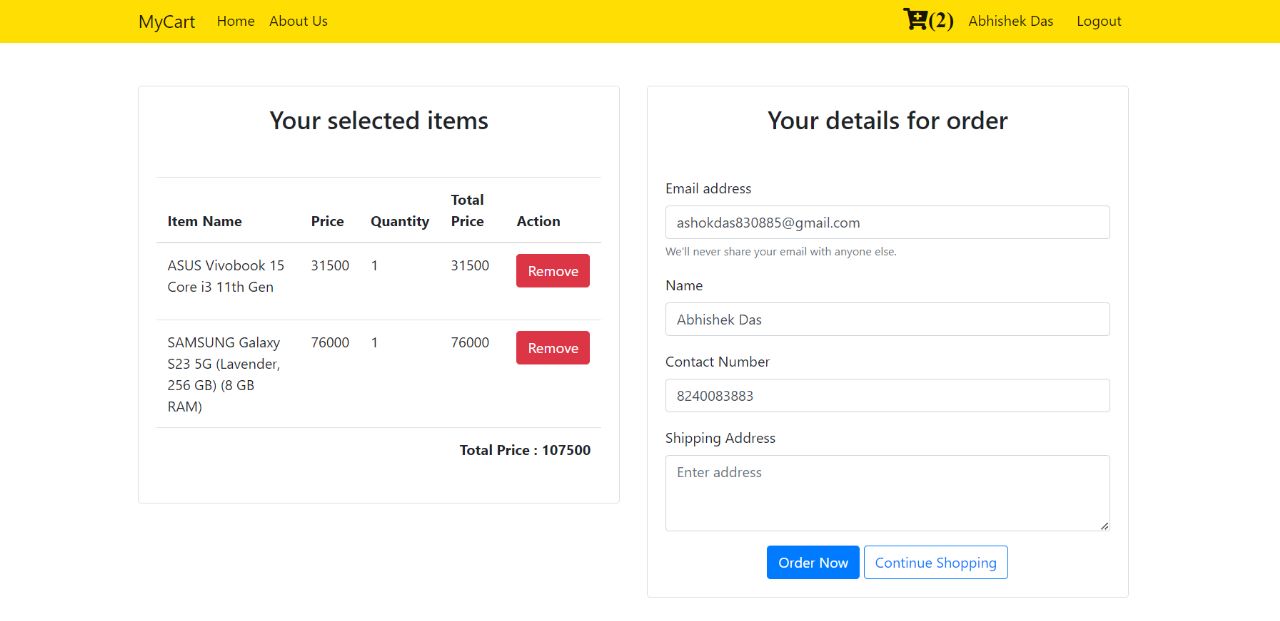 MyCart Home About Us (2) Abhishek Das Logout
Your selected items
Item Name Price Quantity Total Price Action
ASUS Vivobook 15 31500 1 31500 Remove
Core i3 11th Gen
SAMSUNG Galaxy 76000 1 76000 Remove
S23 5G (Lavender,
256 GB) (8 GB
RAM)
Total Price : 107500
Your details for order
Email address
ashokdas830885@gmail.com
We'll never share your email with anyone else.
Name
Abhishek Das
Contact Number
8240083883
Shipping Address
Enter address
Order Now Continue Shopping